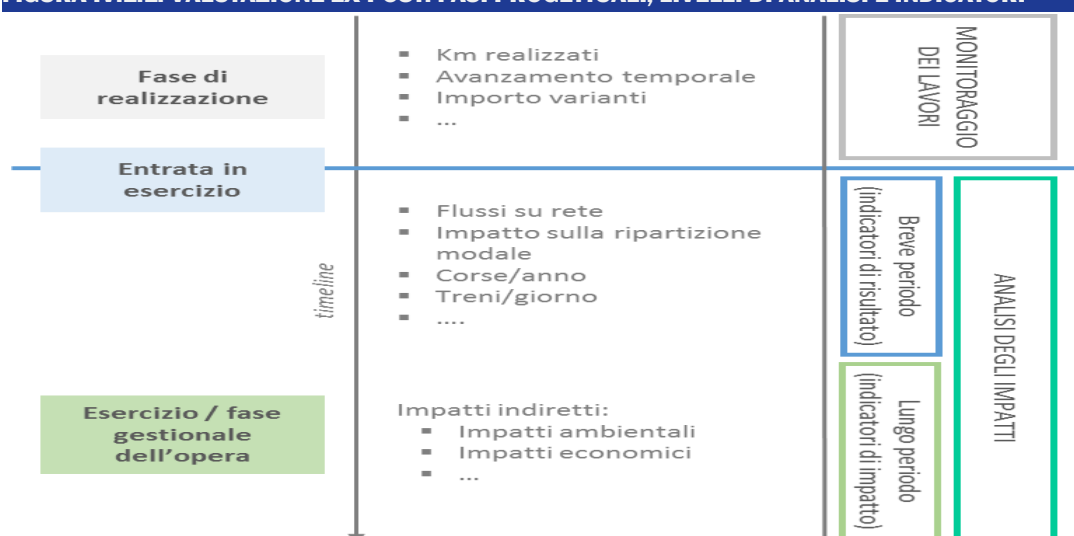 Fase di
realizzazione
▪ Km realizzati
▪ Avanzamento temporale
▪ Importo varianti
▪ ...
MONITORAGGIO
DEI LAVORI
Entrata in
esercizio
timeline
▪ Flussi su rete
▪ Impatto sulla ripartizione
modale
▪ Corse/anno
▪ Treni/giorno
▪ ....
Breve periodo
(indicatori di risultato)
ANALISI DEGLI IMPATTI
Esercizio / fase
gestionale
dell'opera
Impatti indiretti:
▪ Impatti ambientali
▪ Impatti economici
▪ ...
Lungo periodo
(indicatori di impatto)